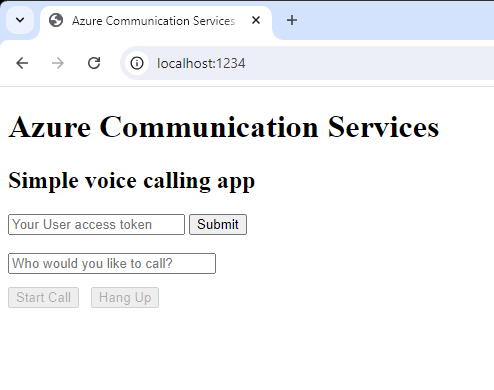 Azure Communication Services
localhost:1234
Azure Communication Services
Simple voice calling app
Your User access token Submit
Who would you like to call?
Start Call Hang Up